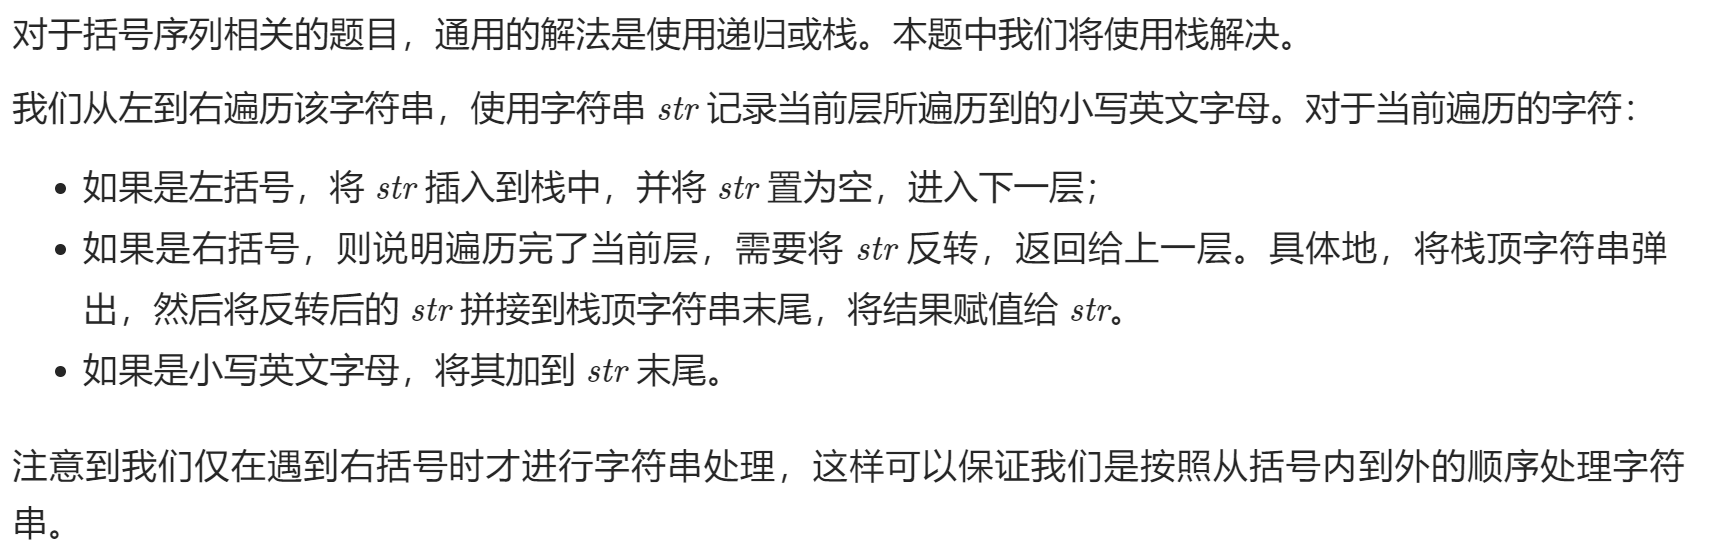 对于括号序列相关的题目，通用的解法是使用递归或栈。本题中我们将使用栈解决。
我们从左到右遍历该字符串，使用字符串 str 记录当前层所遍历到的小写英文字母。对于当前遍历的字符：
• 如果是左括号，将 str 插入到栈中，并将 str 置为空，进入下一层；
• 如果是右括号，则说明遍历完了当前层，需要将 str 反转，返回给上一层。具体地，将栈顶字符串弹
出，然后将反转后的 str 拼接到栈顶字符串末尾，将结果赋值给 str。
• 如果是小写英文字母，将其加到 str 末尾。
注意到我们仅在遇到右括号时才进行字符串处理，这样可以保证我们是按照从括号内到外的顺序处理字符
串。